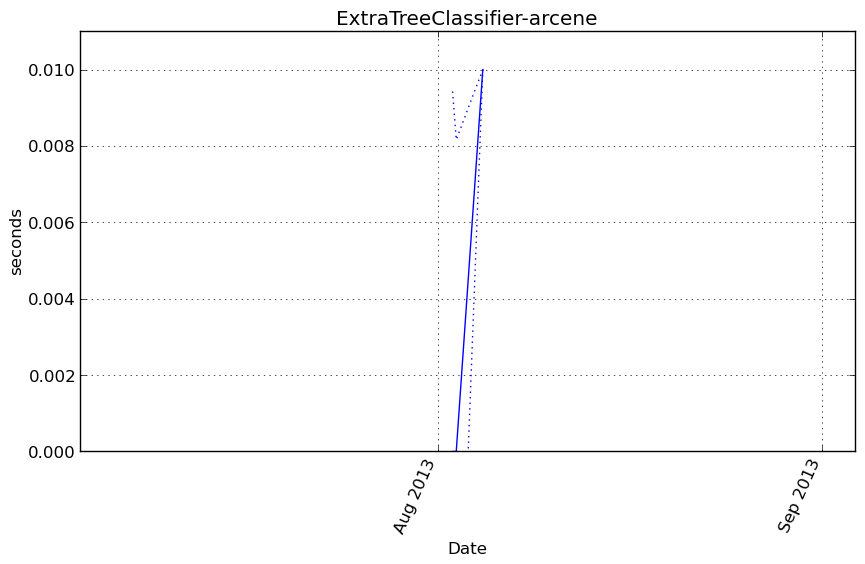 ExtraTreeClassifier-arcene
0.010
0.008
0.006
0.004
0.002
0.000
seconds
Aug 2013
Sep 2013
Date